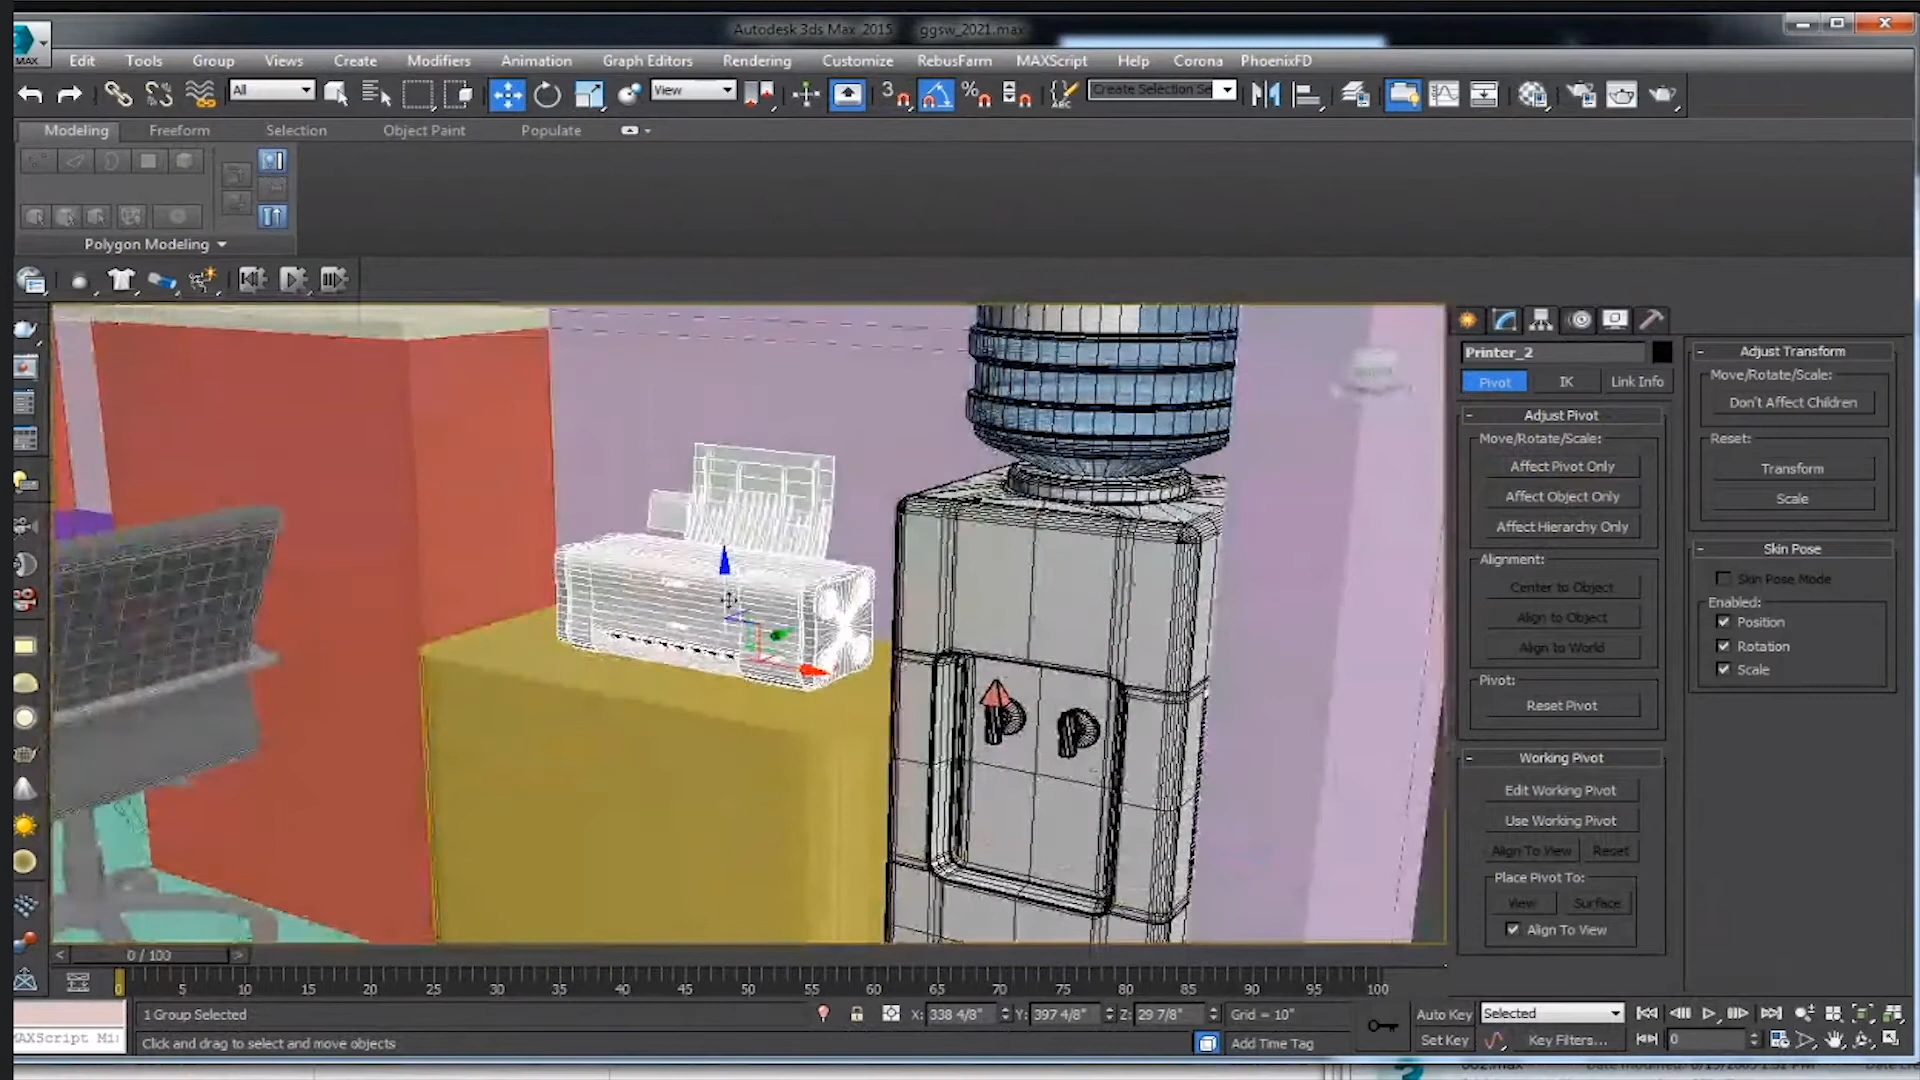 Autodesk 3ds Max 2015 ggsw_2021.max
MAX
Edit Tools Group Views Create Modifiers Animation Graph Editors Rendering Customize RebusFarm MAXScript Help Corona PhoenixFD
All View 3 % ABC Create Selection Se
Modeling Freeform Selection Object Paint Populate
Polygon Modeling
Printer_2
Pivot IK Link Info
Adjust Pivot
Move/Rotate/Scale:
Affect Pivot Only
Affect Object Only
Affect Hierarchy Only
Alignment:
Center to Object
Align to Object
Align to World
Pivot:
Reset Pivot
Working Pivot
Edit Working Pivot
Use Working Pivot
Align To View Reset
Place Pivot To:
View Surface
Align To View
Adjust Transform
Move/Rotate/Scale:
Don't Affect Children
Reset:
Transform
Scale
Skin Pose
Skin Pose Mode
Enabled:
Position
Rotation
Scale
< 0 / 100 >
0 5 10 15 20 25 30 35 40 45 50 55 60 65 70 75 80 85 90 95 100
1 Group Selected X: 338 4/8" Y: 397 4/8" Z: 29 7/8" Grid = 10" Auto Key Selected
MAXScript Mi Click and drag to select and move objects Add Time Tag Set Key Key Filters... 0